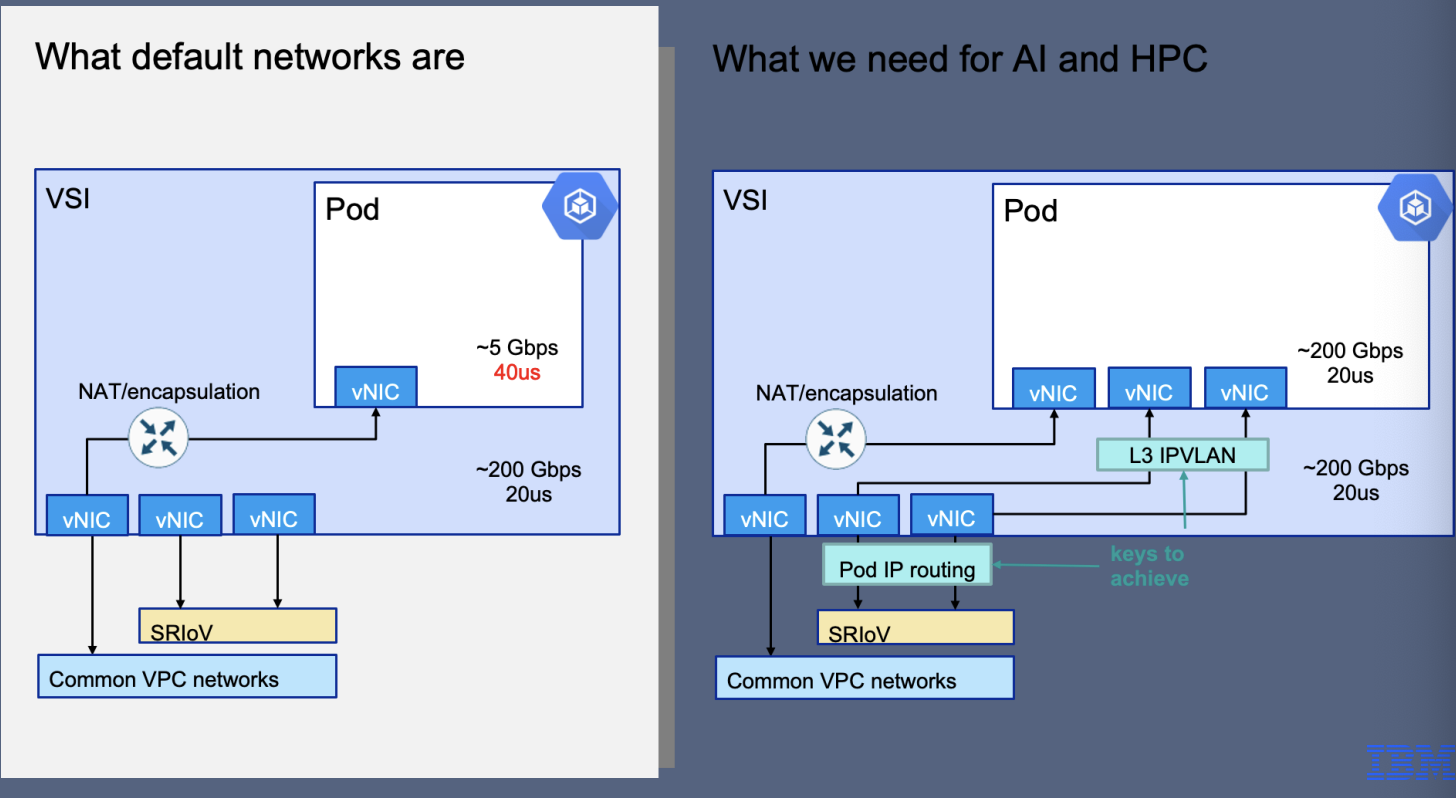 What default networks are
VSI
Pod
~5 Gbps
40us
vNIC
NAT/encapsulation
~200 Gbps
20us
vNIC
vNIC
vNIC
SRIoV
Common VPC networks
What we need for AI and HPC
VSI
Pod
~200 Gbps
20us
vNIC
vNIC
vNIC
NAT/encapsulation
L3 IPVLAN
~200 Gbps
20us
vNIC
vNIC
vNIC
keys to
achieve
Pod IP routing
SRIoV
Common VPC networks
IBM